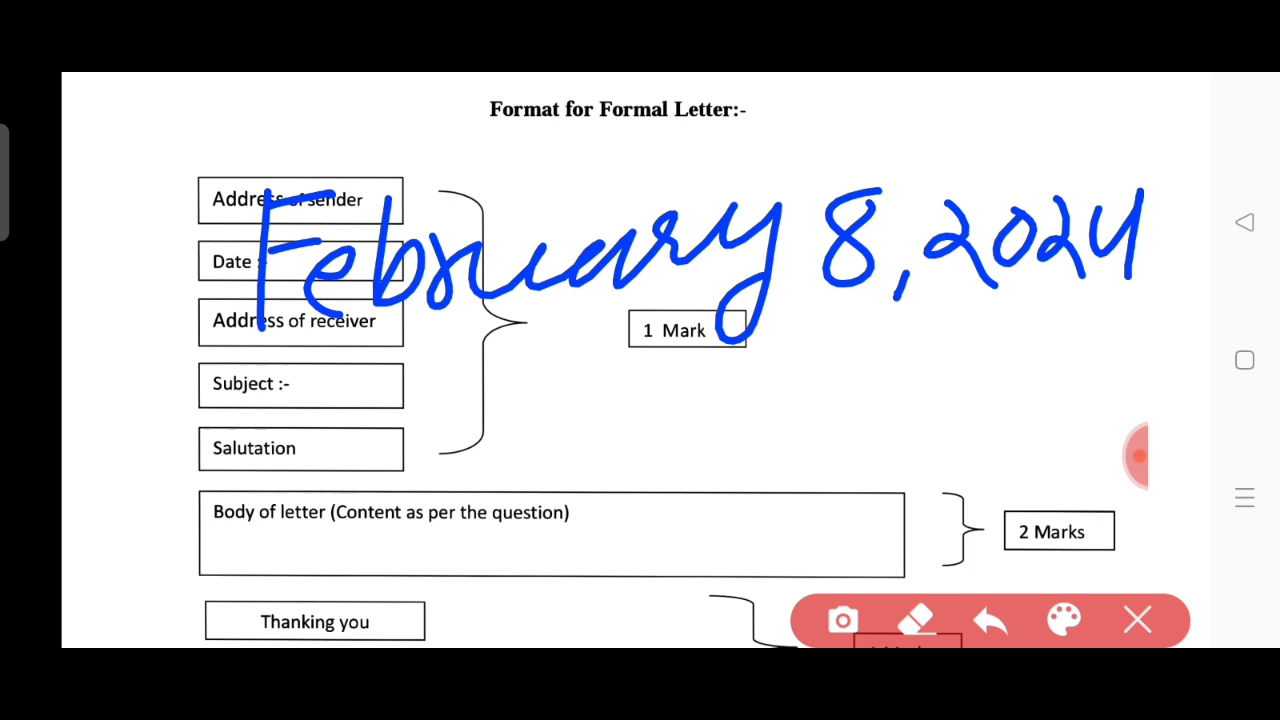 Format for Formal Letter:-
Address of sender
February 8, 2024
Date :-
Address of receiver
1 Mark
Subject :-
Salutation
Body of letter (Content as per the question)
2 Marks
Thanking you